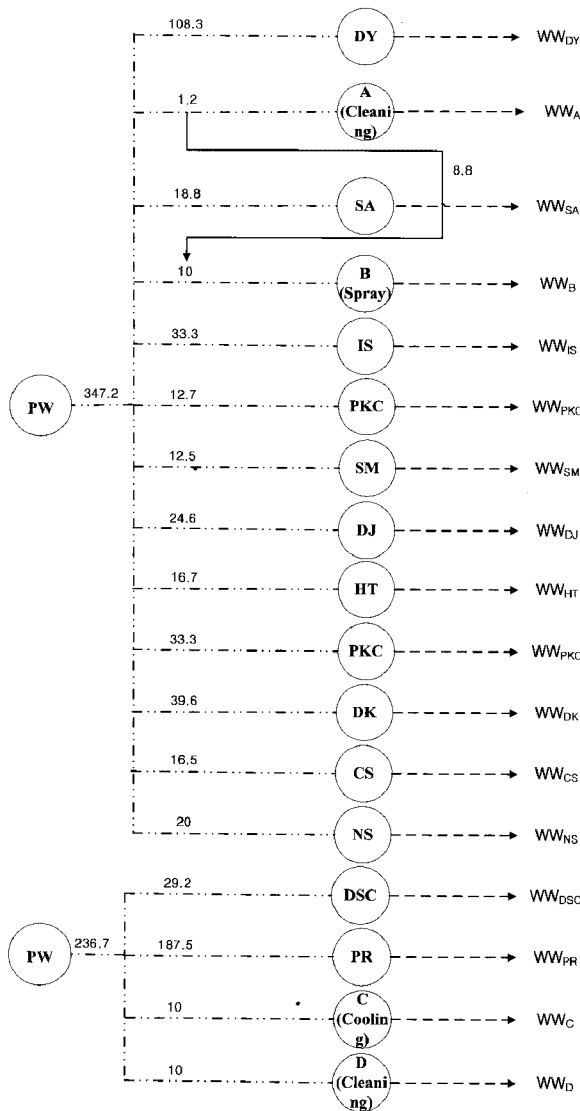 108.3
DY
WW_DY
1.2
A
(Cleani
ng)
WW_A
8.8
18.8
SA
WW_SA
10
B
(Spray)
WW_B
33.3
IS
WW_IS
PW
347.2
12.7
PKC
WW_PKC
12.5
SM
WW_SM
24.6
DJ
WW_DJ
16.7
HT
WW_HT
33.3
PKC
WW_PKC
39.6
DK
WW_DK
16.5
CS
WW_CS
20
NS
WW_NS
29.2
DSC
WW_DSC
PW
236.7
187.5
PR
WW_PR
10
C
(Coolin
g)
WW_C
10
D
(Cleani
ng)
WW_D